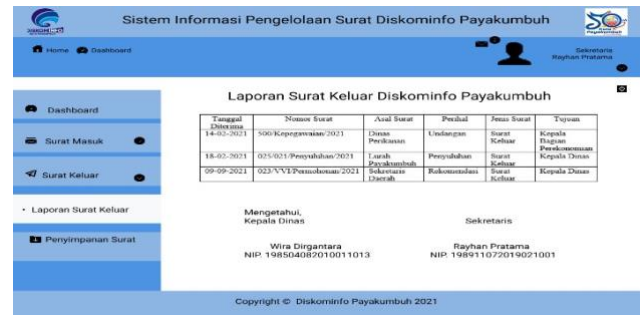 Sistem Informasi Pengelolaan Surat Diskominfo Payakumbuh
Home Dashboard
Sekretaris
Rayhan Pratama
Dashboard
Surat Masuk
Surat Keluar
• Laporan Surat Keluar
Penyimpanan Surat
Laporan Surat Keluar Diskominfo Payakumbuh
Tanggal Diterima Nomor Surat Asal Surat Perihal Jenis Surat Tujuan
14-02-2021 500/Kepegawaian/2021 Dinas Perikanan Undangan Surat Keluar Kepala Bagian Perekonomian
18-02-2021 025/021/Penyuluhan/2021 Lurah Payakumbuh Penyuluhan Surat Keluar Kepala Dinas
09-09-2021 023/VVI/Permohonan/2021 Sekretaris Daerah Rekomendasi Surat Keluar Kepala Dinas
Mengetahui,
Kepala Dinas Sekretaris
Wira Dirgantara Rayhan Pratama
NIP. 198504082010011013 NIP. 198911072019021001
Copyright © Diskominfo Payakumbuh 2021